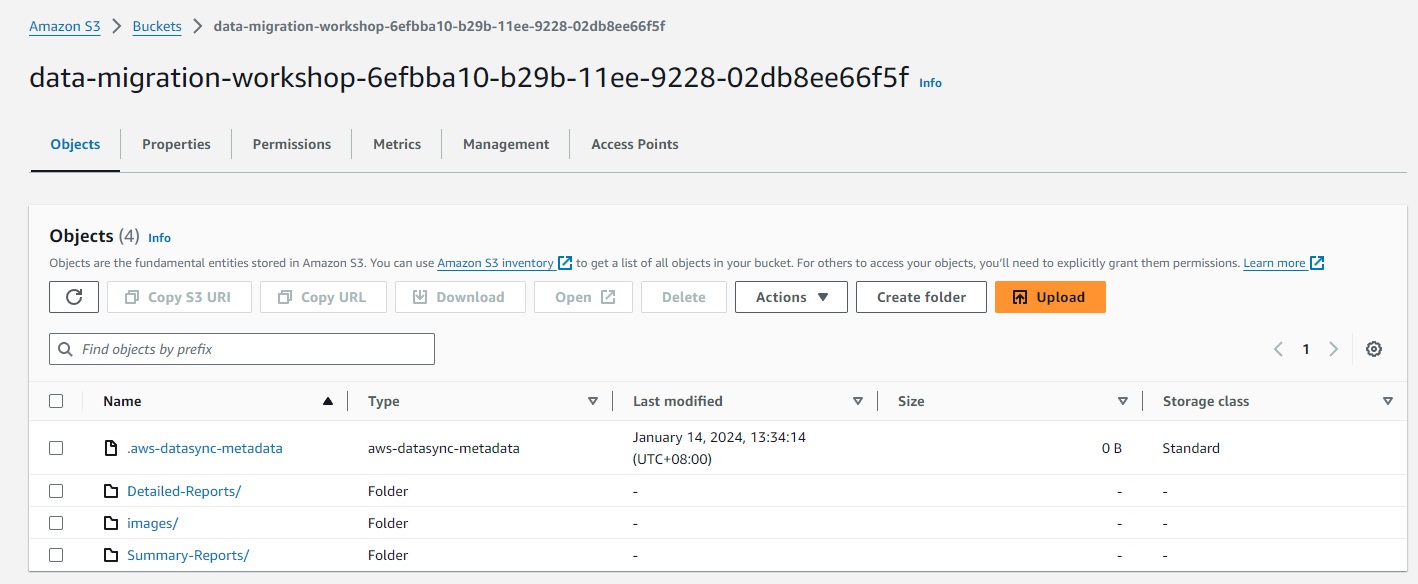 Amazon S3 > Buckets > data-migration-workshop-6efbba10-b29b-11ee-9228-02db8ee66f5f
data-migration-workshop-6efbba10-b29b-11ee-9228-02db8ee66f5f Info
Objects Properties Permissions Metrics Management Access Points
Objects (4) Info
Objects are the fundamental entities stored in Amazon S3. You can use Amazon S3 inventory to get a list of all objects in your bucket. For others to access your objects, you'll need to explicitly grant them permissions. Learn more
Copy S3 URI Copy URL Download Open Delete Actions Create folder Upload
Find objects by prefix 1
Name Type Last modified Size Storage class
.aws-datasync-metadata aws-datasync-metadata January 14, 2024, 13:34:14 0 B Standard
(UTC+08:00)
Detailed-Reports/ Folder - - -
images/ Folder - - -
Summary-Reports/ Folder - - -